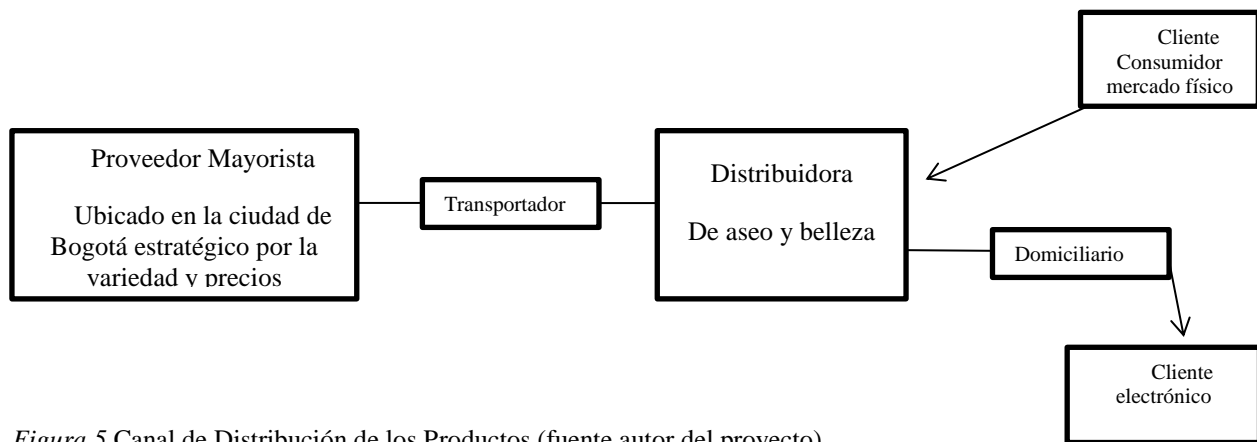 Cliente
Consumidor
mercado físico
Proveedor Mayorista
Ubicado en la ciudad de
Bogotá estratégico por la
variedad y precios
Transportador
Distribuidora
De aseo y belleza
Domiciliario
Cliente
electrónico
Figura 5 Canal de Distribución de los Productos (fuente autor del proyecto)